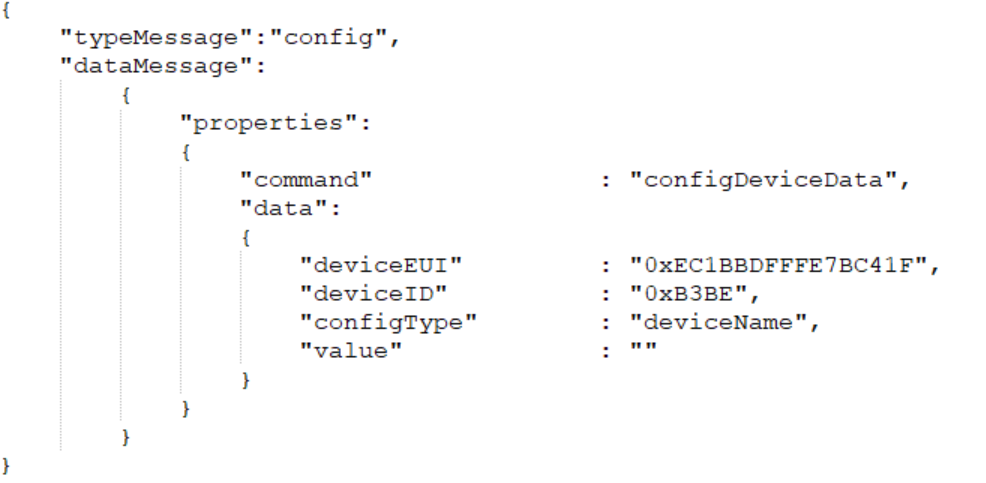 {
"typeMessage":"config",
"dataMessage":
{
"properties":
{
"command" : "configDeviceData",
"data":
{
"deviceEUI" : "0xEC1BBDFFFE7BC41F",
"deviceID" : "0xB3BE",
"configType" : "deviceName",
"value" : ""
}
}
}
}